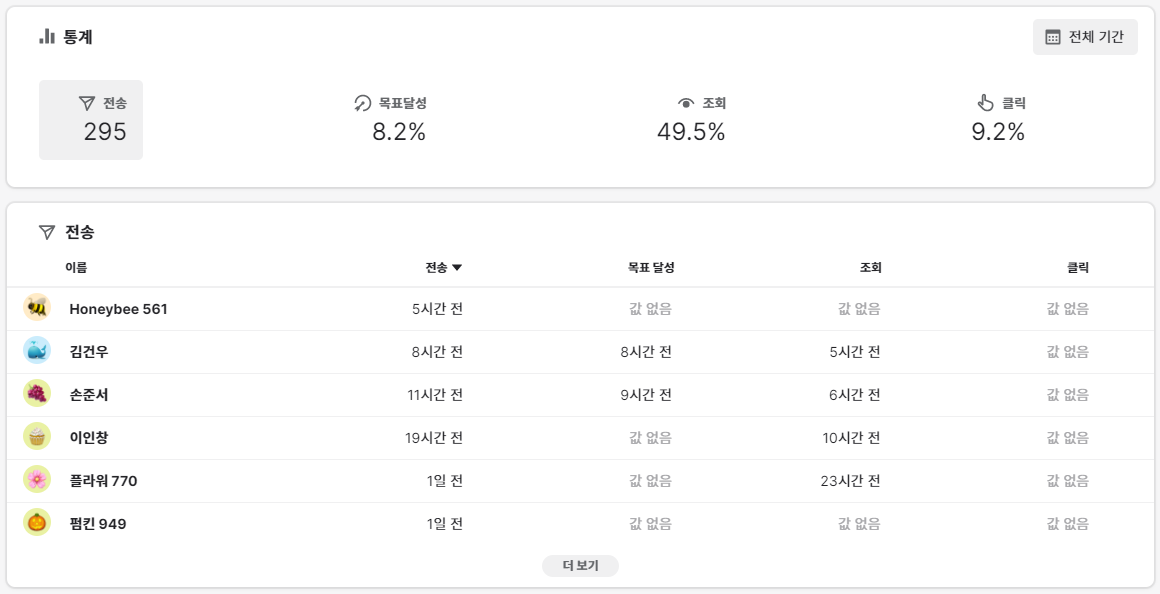 통계
전체 기간
전송 목표달성 조회 클릭
295 8.2% 49.5% 9.2%
전송
이름 전송 ▼ 목표 달성 조회 클릭
Honeybee 561 5시간 전 값 없음 값 없음 값 없음
김건우 8시간 전 8시간 전 5시간 전 값 없음
손준서 11시간 전 9시간 전 6시간 전 값 없음
이인창 19시간 전 값 없음 10시간 전 값 없음
플라워 770 1일 전 값 없음 23시간 전 값 없음
펌킨 949 1일 전 값 없음 값 없음 값 없음
더 보기